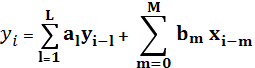 y_i = \sum_{l=1}^{L} a_l y_{i-l} + \sum_{m=0}^{M} b_m x_{i-m}